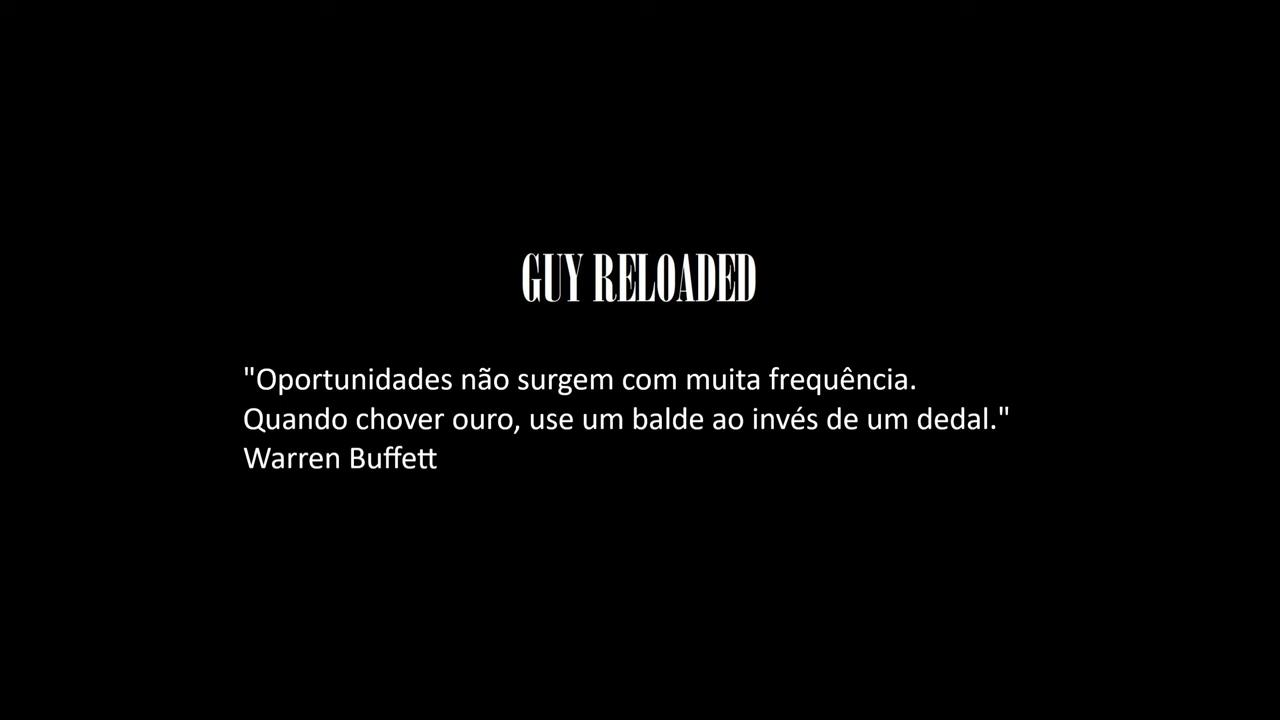 GUY RELOADED
"Oportunidades não surgem com muita frequência.
Quando chover ouro, use um balde ao invés de um dedal."
Warren Buffett